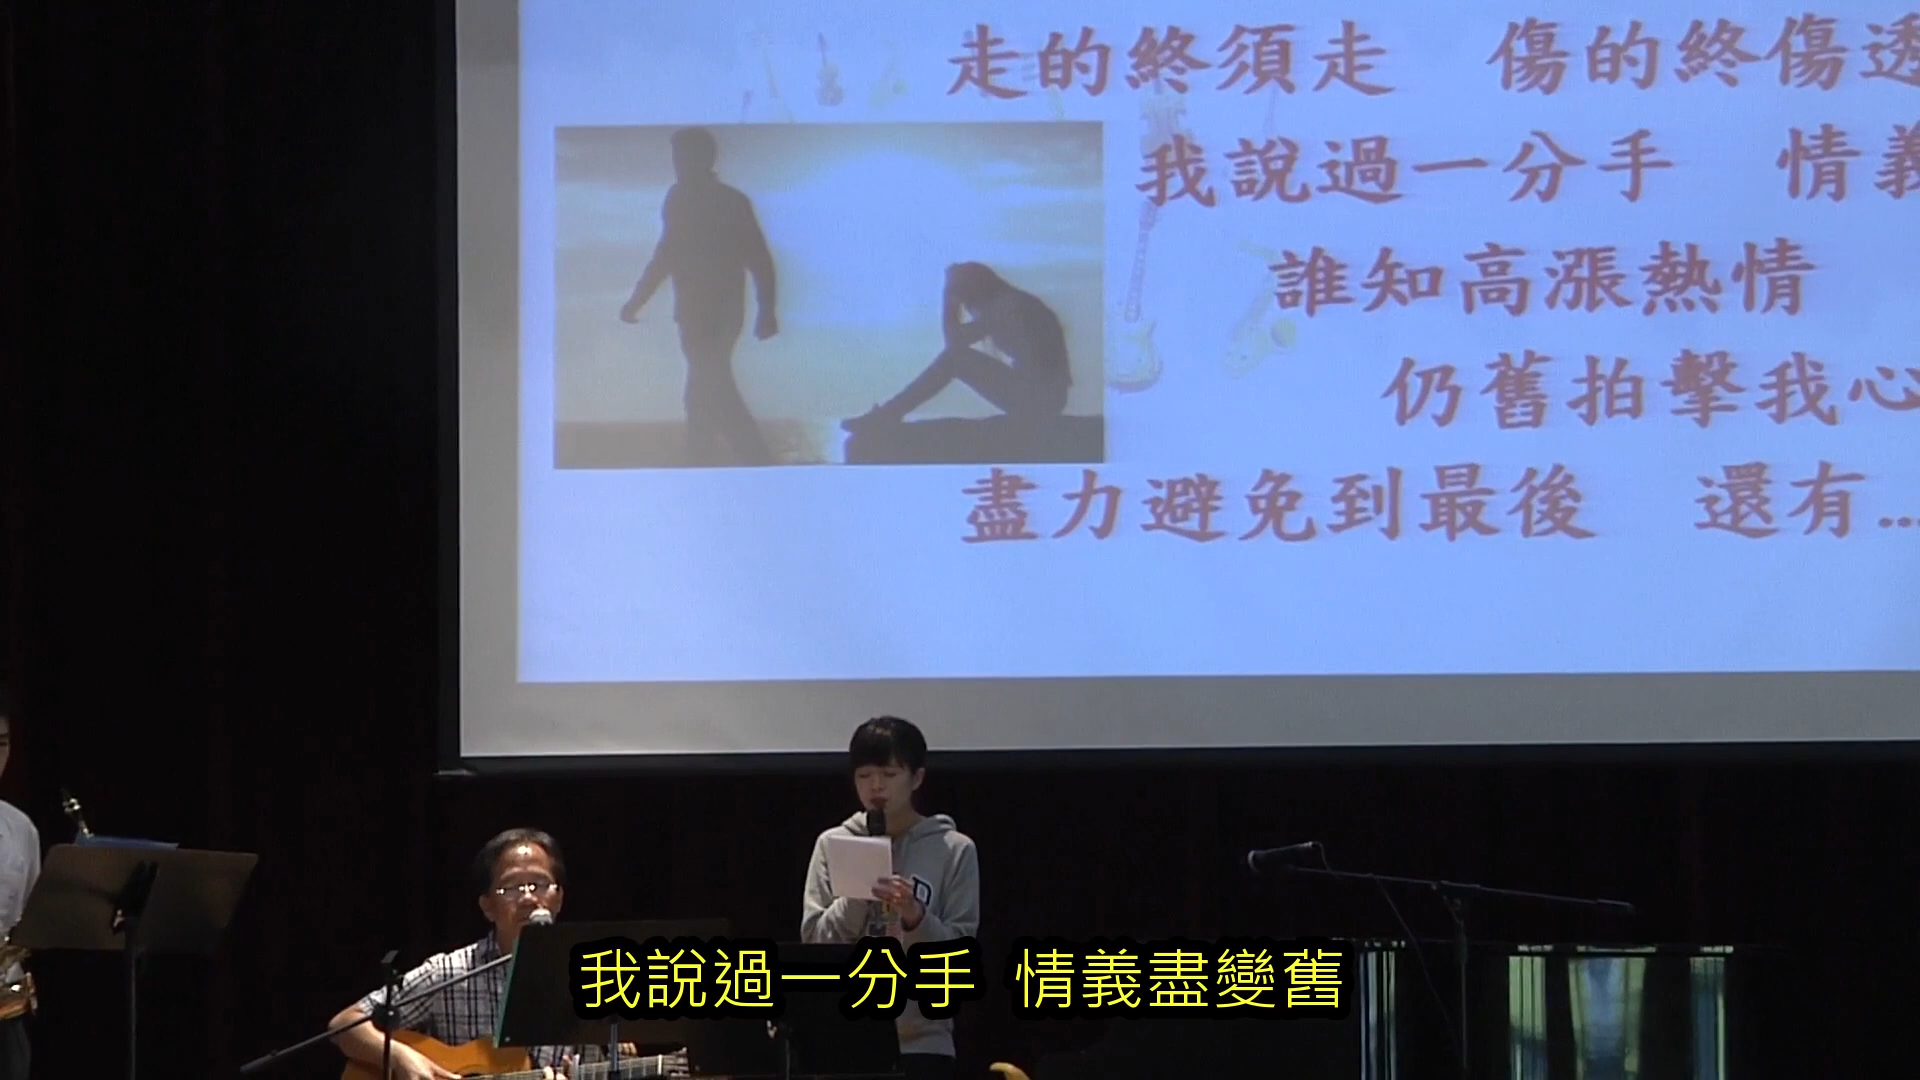 走的終須走 傷的終傷透
我說過一分手 情義
誰知高漲熱情
仍舊拍擊我心
盡力避免到最後 還有...
我說過一分手 情義盡變舊